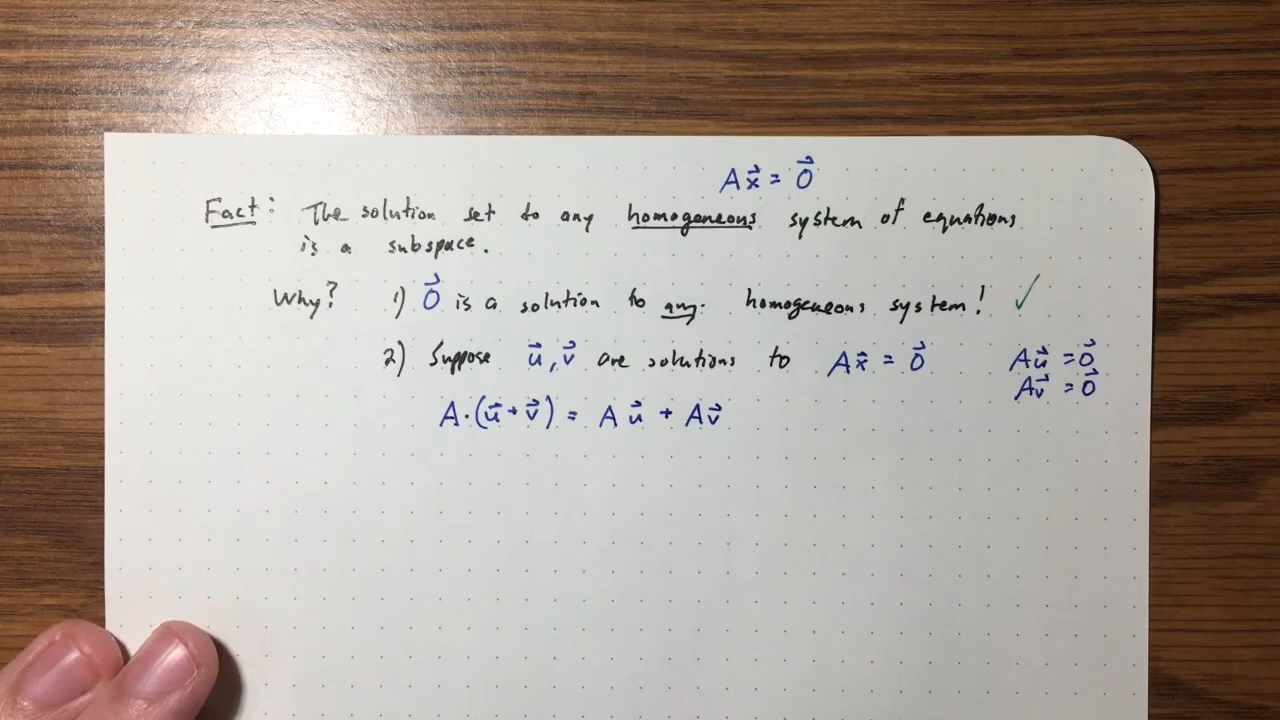 A x⃗ = 0⃗
Fact: The solution set to any homogeneous system of equations
is a subspace.
Why? 1) 0⃗ is a solution to any homogeneous system! ✓
2) Suppose u⃗, v⃗ are solutions to A x⃗ = 0⃗ A u⃗ = 0⃗
A v⃗ = 0⃗
A·(u⃗ + v⃗) = A u⃗ + A v⃗